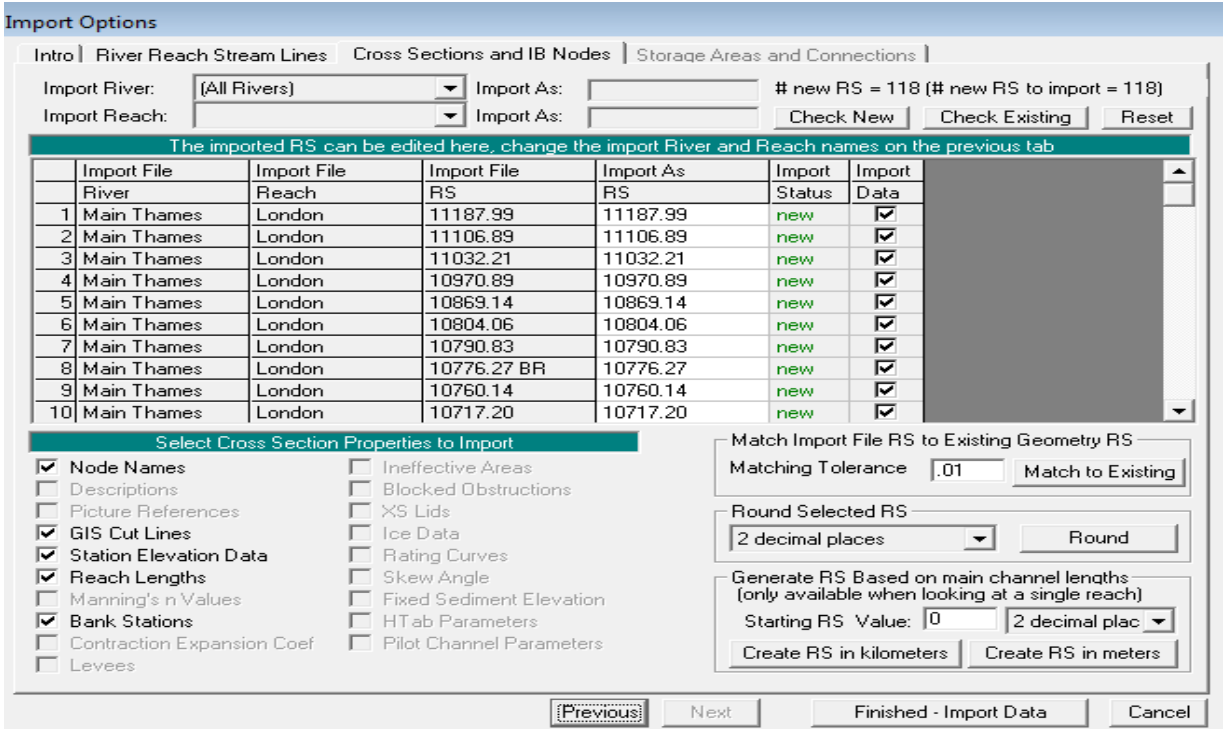 Import Options
Intro River Reach Stream Lines Cross Sections and IB Nodes Storage Areas and Connections
Import River: (All Rivers) Import As: # new RS = 118 (# new RS to import = 118)
Import Reach: Import As: Check New Check Existing Reset
The imported RS can be edited here, change the import River and Reach names on the previous tab
Import File Import File Import File Import As Import Import
River Reach RS RS Status Data
1 Main Thames London 11187.99 11187.99 new
2 Main Thames London 11106.89 11106.89 new
3 Main Thames London 11032.21 11032.21 new
4 Main Thames London 10970.89 10970.89 new
5 Main Thames London 10869.14 10869.14 new
6 Main Thames London 10804.06 10804.06 new
7 Main Thames London 10790.83 10790.83 new
8 Main Thames London 10776.27 BR 10776.27 new
9 Main Thames London 10760.14 10760.14 new
10 Main Thames London 10717.20 10717.20 new
Select Cross Section Properties to Import
Node Names Ineffective Areas
Descriptions Blocked Obstructions
Picture References XS Lids
GIS Cut Lines Ice Data
Station Elevation Data Rating Curves
Reach Lengths Skew Angle
Manning's n Values Fixed Sediment Elevation
Bank Stations HTab Parameters
Contraction Expansion Coef Pilot Channel Parameters
Levees
Match Import File RS to Existing Geometry RS
Matching Tolerance .01 Match to Existing
Round Selected RS
2 decimal places Round
Generate RS Based on main channel lengths
(only available when looking at a single reach)
Starting RS Value: 0 2 decimal plac
Create RS in kilometers Create RS in meters
Previous Next Finished - Import Data Cancel